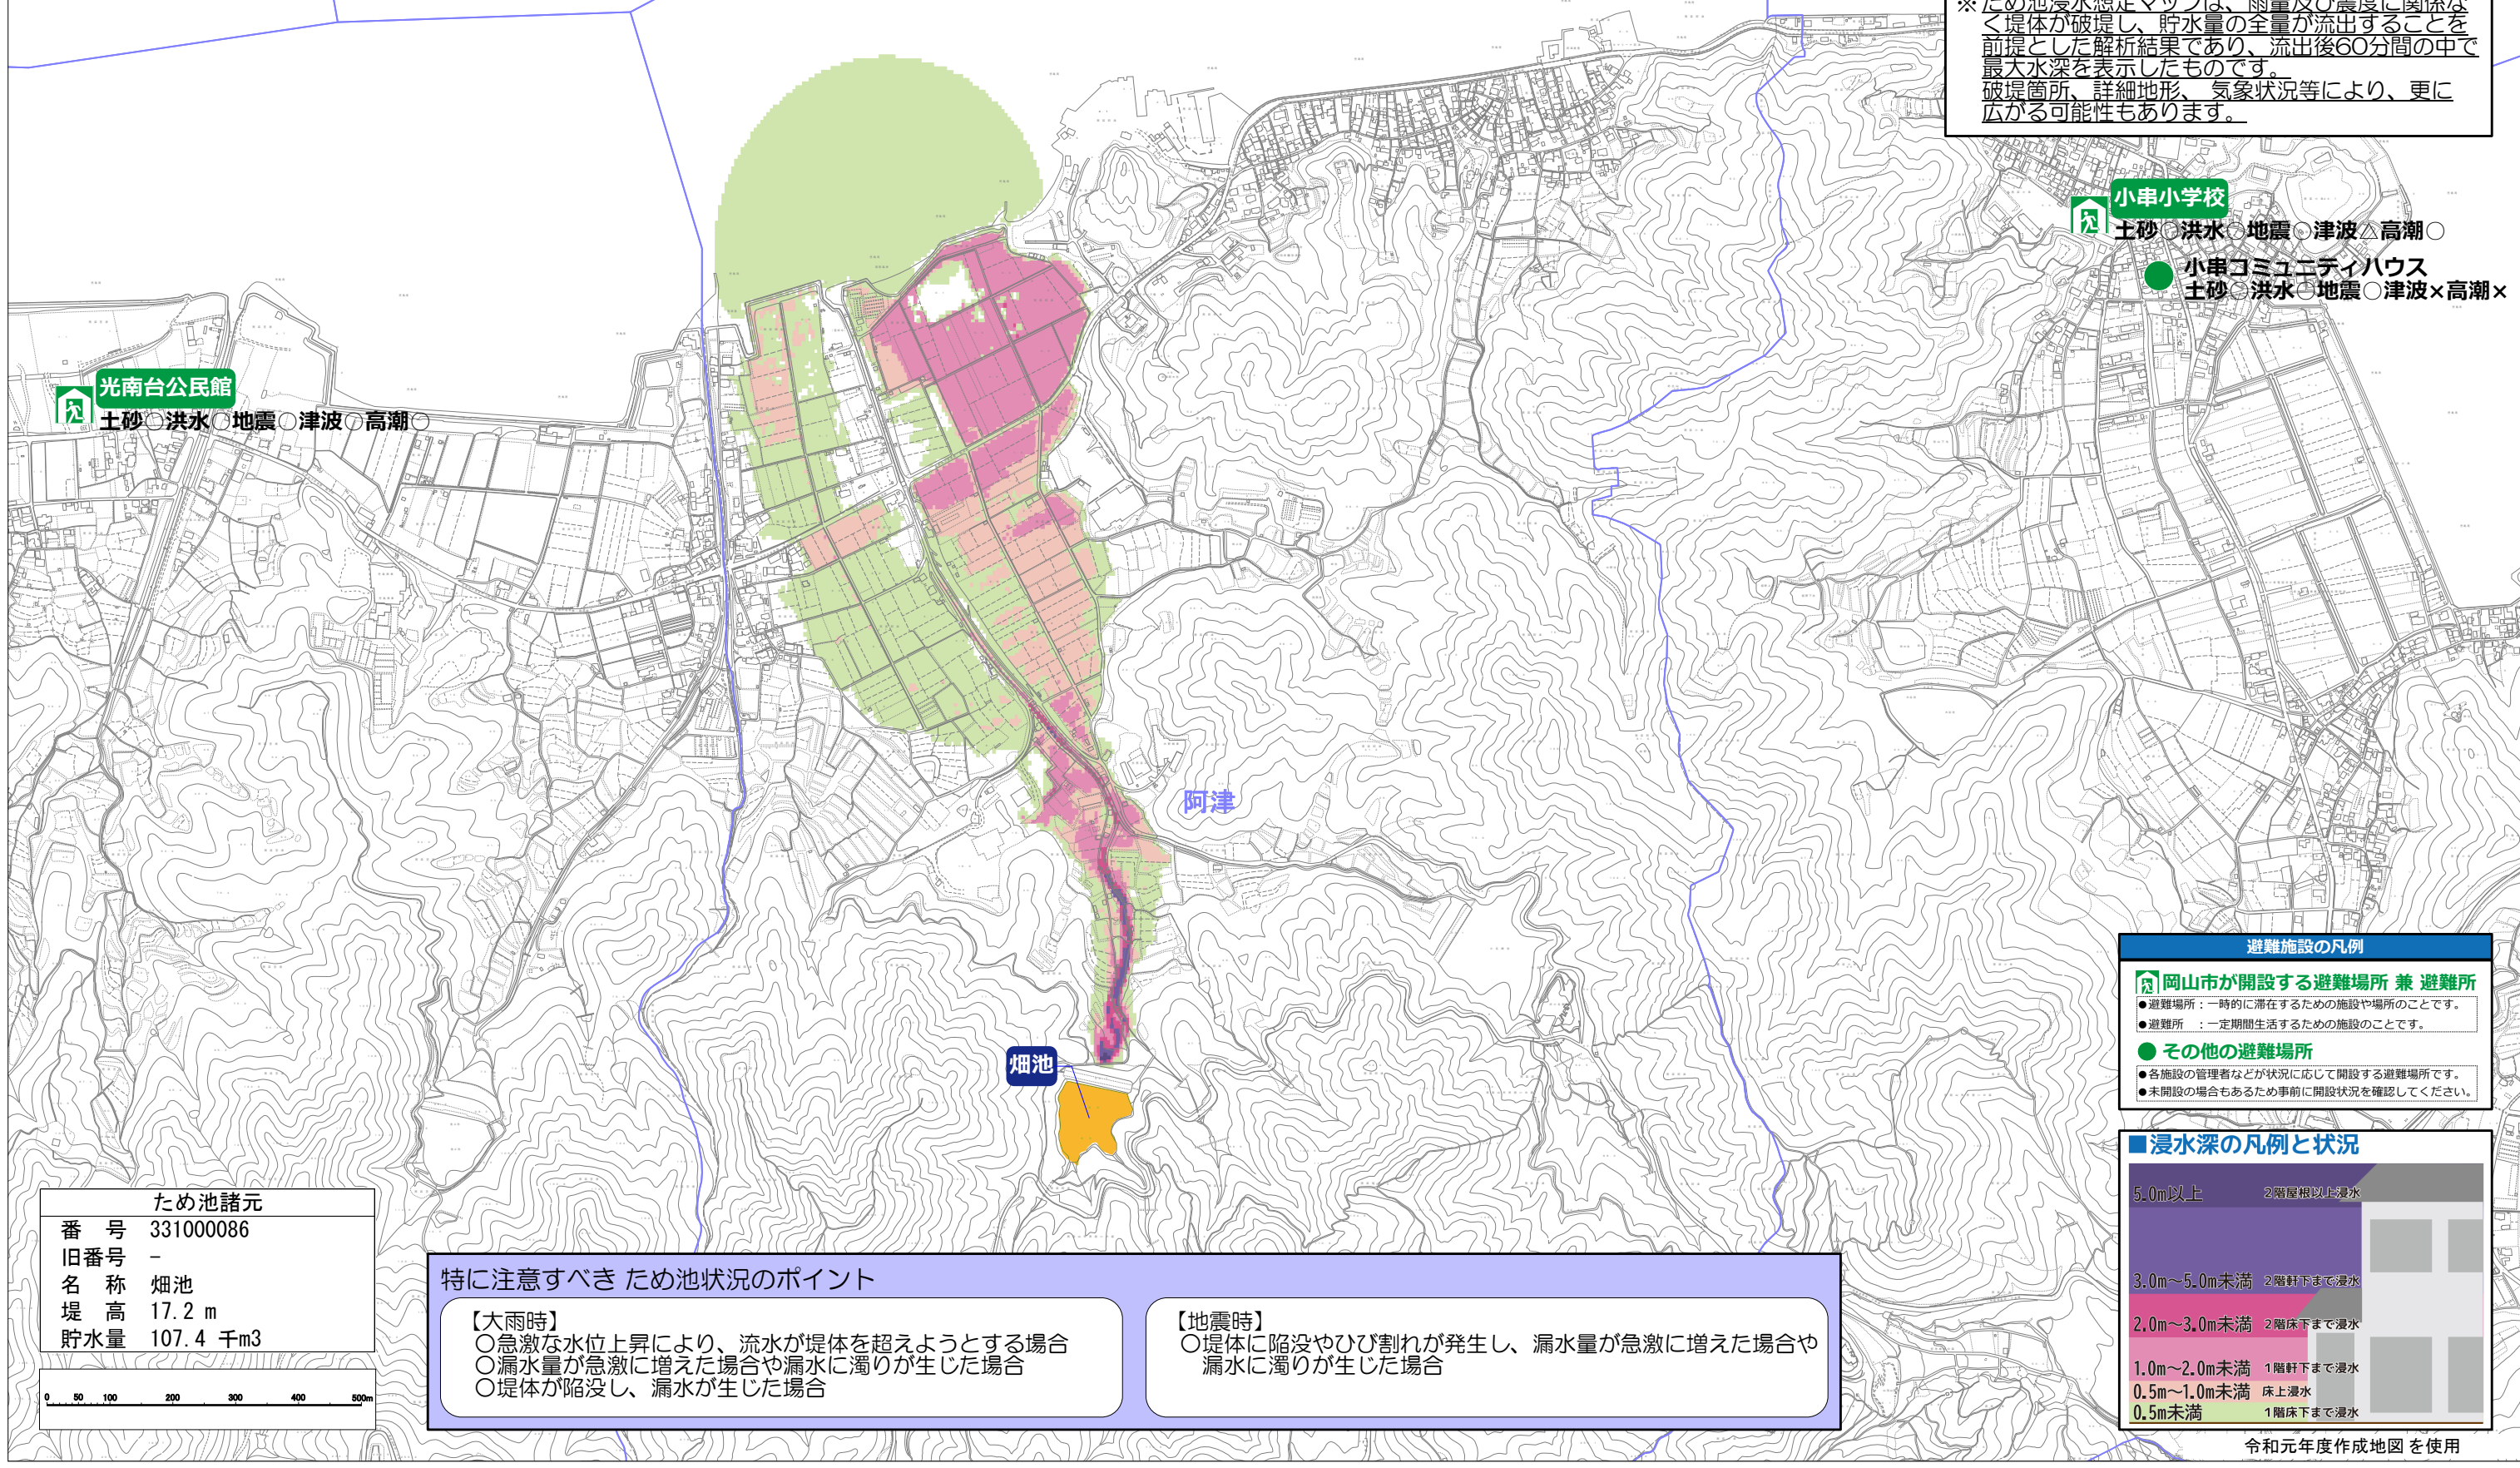 ※ため池浸水想定マップは、雨量及び震度に関係な
く堤体が破堤し、貯水量の全量が流出することを
前提とした解析結果であり、流出後60分間の中で
最大水深を表示したものです。
破堤箇所、詳細地形、 気象状況等により、更に
広がる可能性もあります。
小串小学校
土砂○洪水○地震○津波△高潮○
小串コミュニティハウス
土砂○洪水○地震○津波×高潮×
光南台公民館
土砂○洪水○地震○津波○高潮○
阿津
畑池
避難施設の凡例
岡山市が開設する避難場所 兼 避難所
●避難場所：一時的に滞在するための施設や場所のことです。
●避難所 ：一定期間生活するための施設のことです。
● その他の避難場所
●各施設の管理者などが状況に応じて開設する避難場所です。
●未開設の場合もあるため事前に開設状況を確認してください。
■浸水深の凡例と状況
5.0m以上 2階屋根以上浸水
3.0m～5.0m未満 2階軒下まで浸水
2.0m～3.0m未満 2階床下まで浸水
1.0m～2.0m未満 1階軒下まで浸水
0.5m～1.0m未満 床上浸水
0.5m未満 1階床下まで浸水
令和元年度作成地図を使用
ため池諸元
番 号 331000086
旧番号 -
名 称 畑池
堤 高 17.2 m
貯水量 107.4 千m3
0 50 100 200 300 400 500m
特に注意すべき ため池状況のポイント
【大雨時】
○急激な水位上昇により、流水が堤体を超えようとする場合
○漏水量が急激に増えた場合や漏水に濁りが生じた場合
○堤体が陥没し、漏水が生じた場合
【地震時】
○堤体に陥没やひび割れが発生し、漏水量が急激に増えた場合や
漏水に濁りが生じた場合